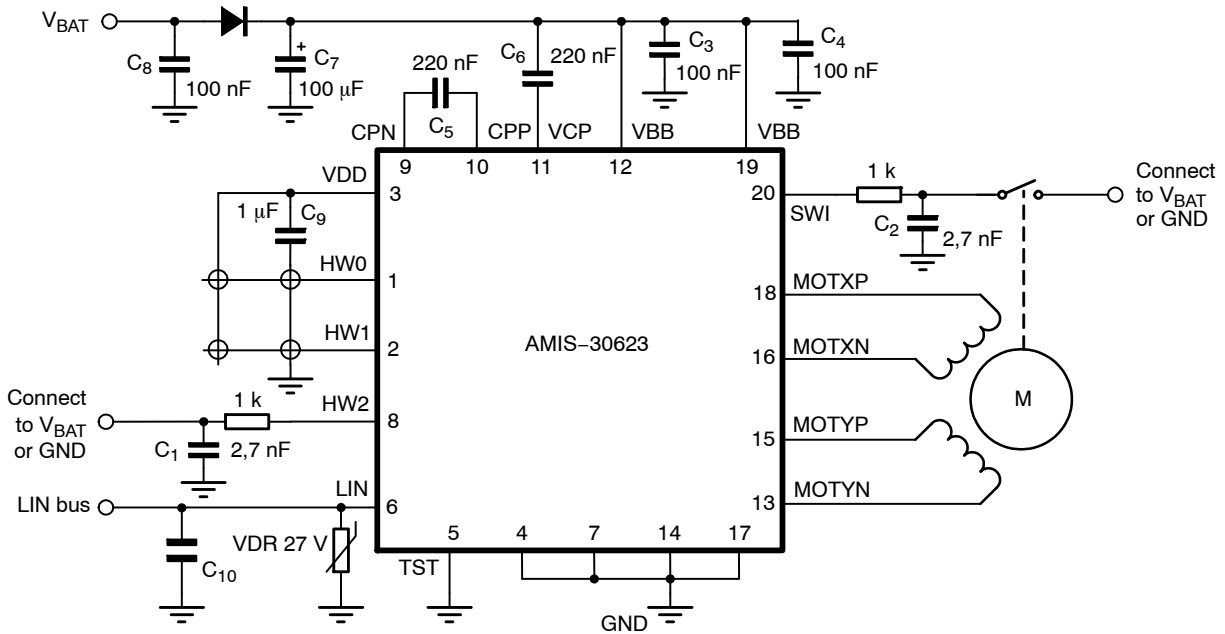 V_BAT
C₈
100 nF
+
C₇
100 µF
220 nF
C₅
C₆
220 nF
C₃
100 nF
C₄
100 nF
CPN
CPP
VCP
VBB
VBB
9
10
11
12
19
VDD
3
1 µF
C₉
HW0
1
HW1
2
Connect
to V_BAT
or GND
1 k
HW2
8
C₁
2,7 nF
LIN bus
LIN
6
C₁₀
VDR 27 V
AMIS−30623
20
SWI
1 k
C₂
2,7 nF
Connect
to V_BAT
or GND
18
MOTXP
16
MOTXN
M
15
MOTYP
13
MOTYN
5
4
7
14
17
TST
GND